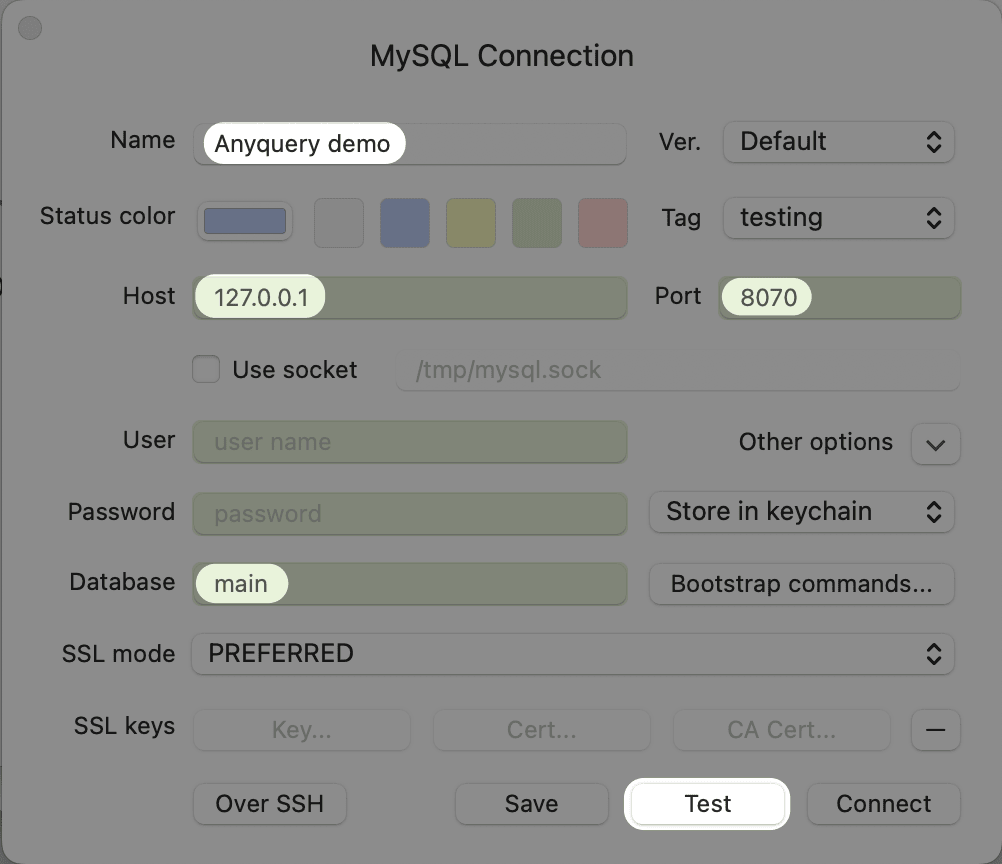 MySQL Connection
Name Anyquery demo Ver. Default
Status color Tag testing
Host 127.0.0.1 Port 8070
Use socket /tmp/mysql.sock
User user name Other options
Password password Store in keychain
Database main Bootstrap commands...
SSL mode PREFERRED
SSL keys Key... Cert... CA Cert...
Over SSH Save Test Connect